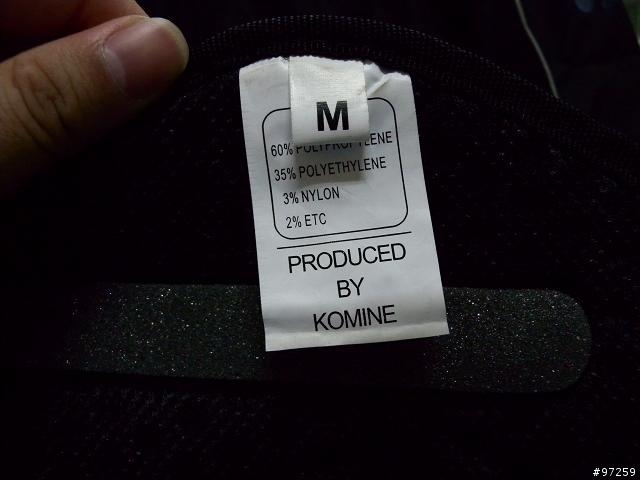 M
60% POLYPROPYLENE
35% POLYETHYLENE
3% NYLON
2% ETC
PRODUCED
BY
KOMINE
#97259